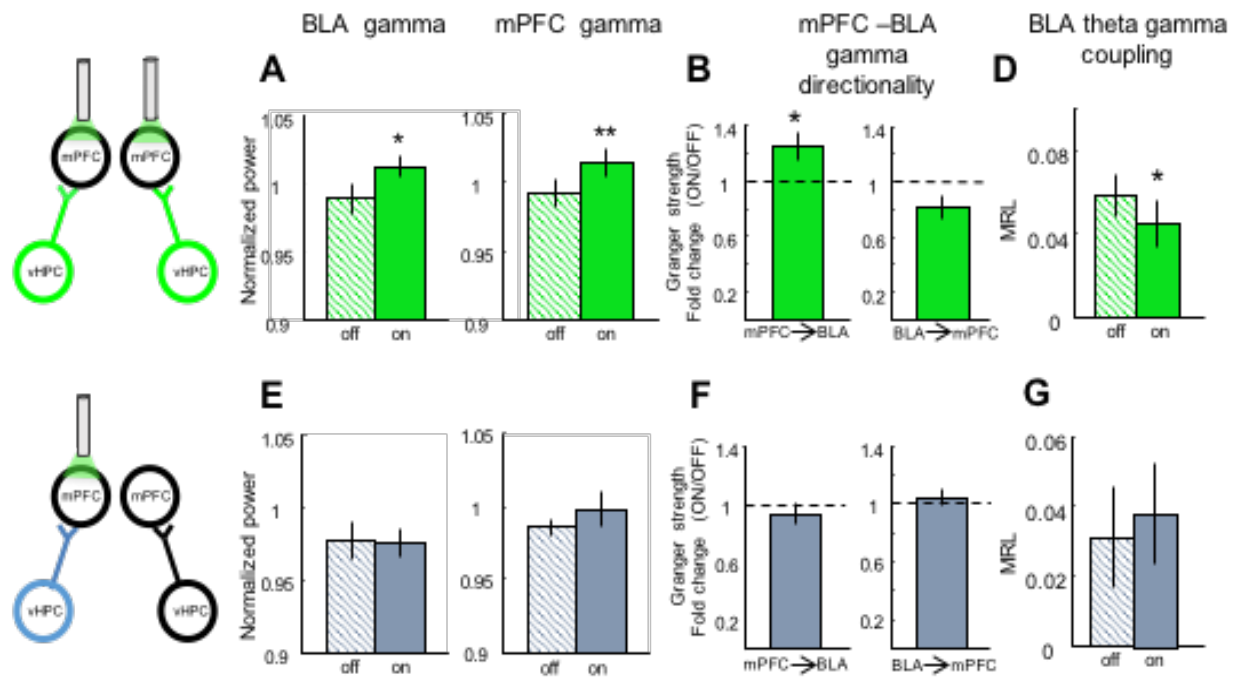 BLA gamma
mPFC gamma
mPFC –BLA
gamma
directionality
BLA theta gamma
coupling
A
B
D
mPFC
mPFC
vHPC
vHPC
Normalized power
1.05
1
0.95
0.9
*
off
on
1.05
1
0.95
0.9
**
off
on
Granger strength
Fold change (ON/OFF)
1.4
1
0.6
0.2
*
mPFC→BLA
1.4
1
0.6
0.2
BLA→mPFC
MRL
0.08
0.04
0
*
off
on
E
F
G
mPFC
mPFC
vHPC
vHPC
Normalized power
1.05
1
0.95
0.9
off
on
1.05
1
0.95
0.9
off
on
Granger strength
Fold change (ON/OFF)
1.4
1
0.6
0.2
mPFC→BLA
1.4
1
0.6
0.2
BLA→mPFC
MRL
0.06
0.04
0.02
0
off
on